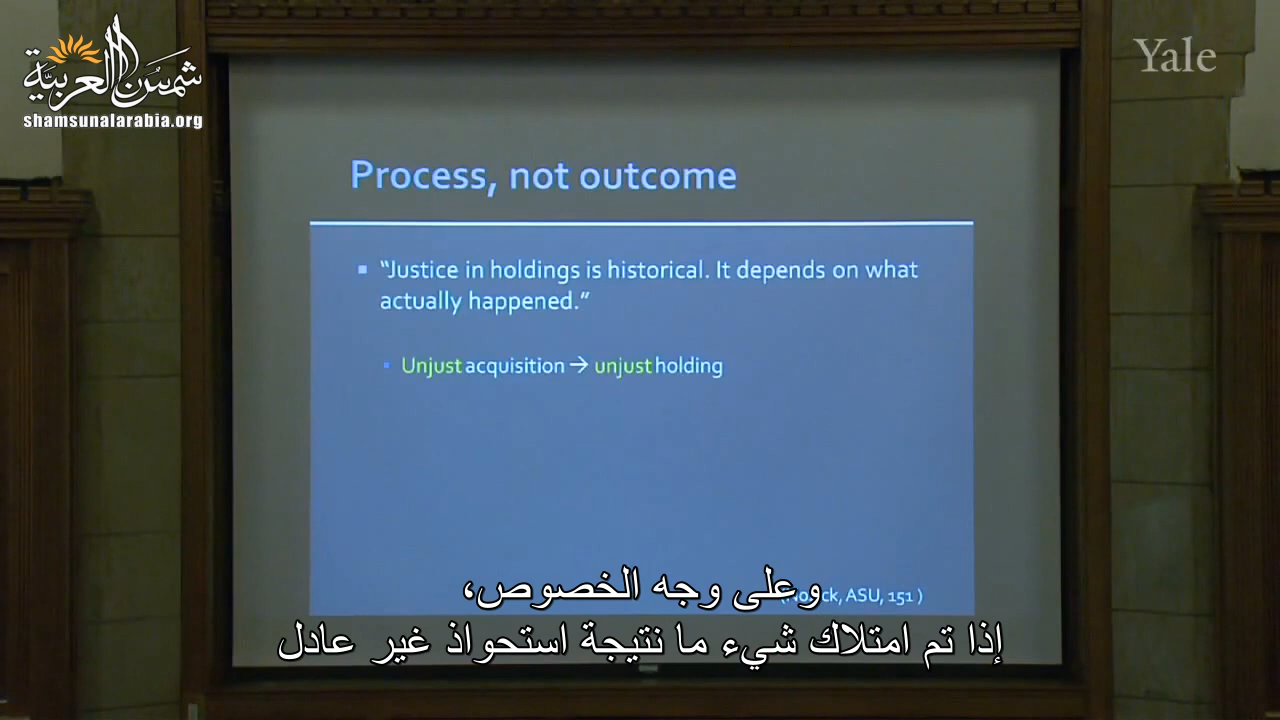 شمسُ العربيَّة
shamsunalarabia.org
Yale
Process, not outcome
“Justice in holdings is historical. It depends on what
actually happened.”
Unjust acquisition → unjust holding
ck, ASU, 151 )
وعلى وجه الخصوص،
إذا تم امتلاك شيء ما نتيجة استحواذ غير عادل